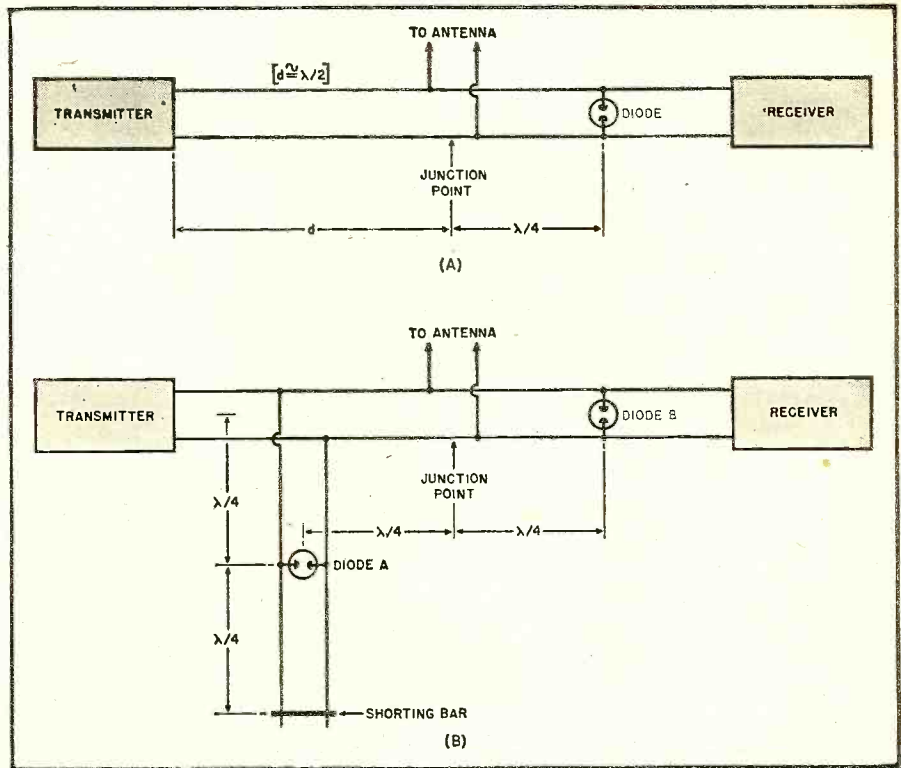 TO ANTENNA
[d≅λ/2]
TRANSMITTER
DIODE
RECEIVER
JUNCTION
POINT
d
λ/4
(A)
TO ANTENNA
TRANSMITTER
DIODE B
RECEIVER
JUNCTION
POINT
λ/4
λ/4
λ/4
DIODE A
λ/4
SHORTING BAR
(B)